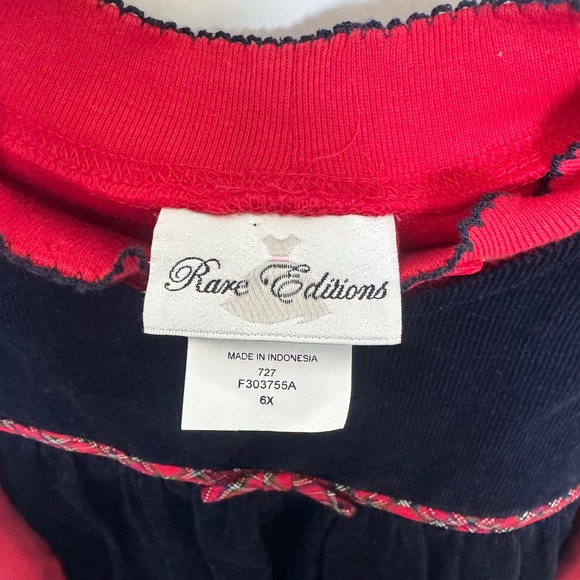 Rare Editions
MADE IN INDONESIA
727
F303755A
6X